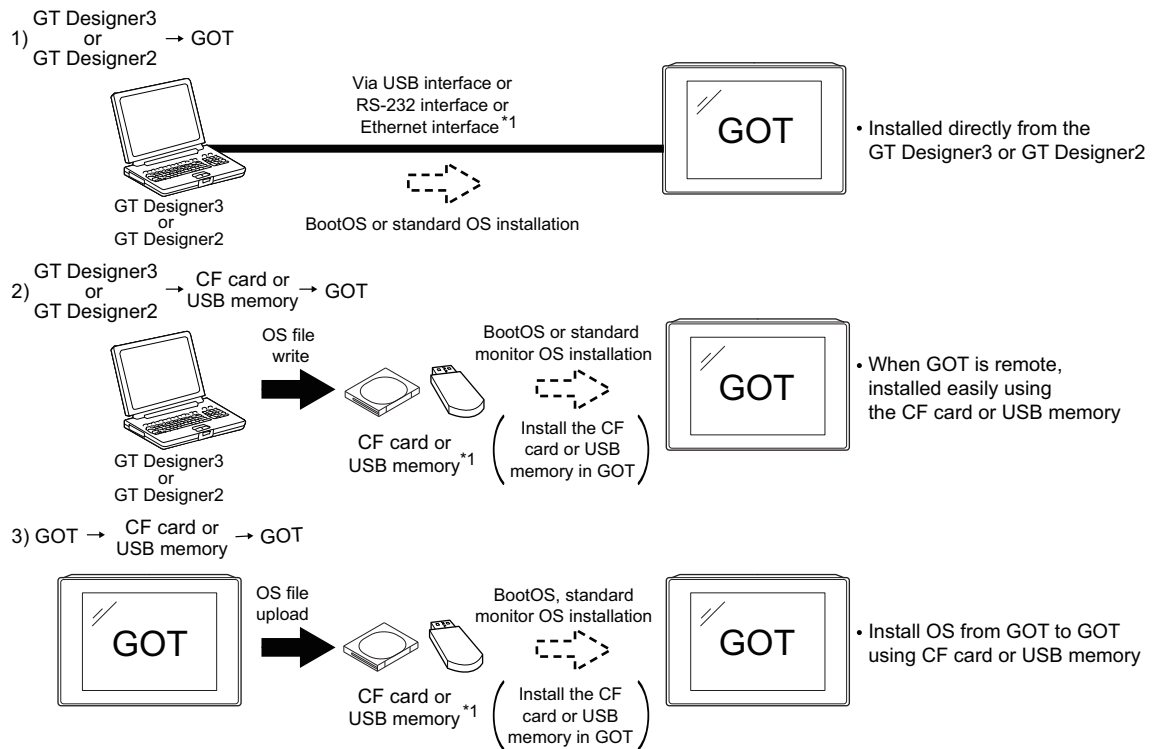 GT Designer3
1) or → GOT
GT Designer2
Via USB interface or
RS-232 interface or
Ethernet interface *1
GOT
• Installed directly from the
GT Designer3 or GT Designer2
GT Designer3
or
GT Designer2
BootOS or standard OS installation
GT Designer3
2) or → CF card or
USB memory → GOT
GT Designer2
OS file
write
BootOS or standard
monitor OS installation
GOT
• When GOT is remote,
installed easily using
the CF card or USB memory
CF card or
USB memory*1
(Install the CF
card or USB
memory in GOT)
GT Designer3
or
GT Designer2
3) GOT → CF card or
USB memory → GOT
GOT
OS file
upload
BootOS, standard
monitor OS installation
GOT
• Install OS from GOT to GOT
using CF card or USB memory
CF card or
USB memory *1
(Install the CF
card or USB
memory in GOT)